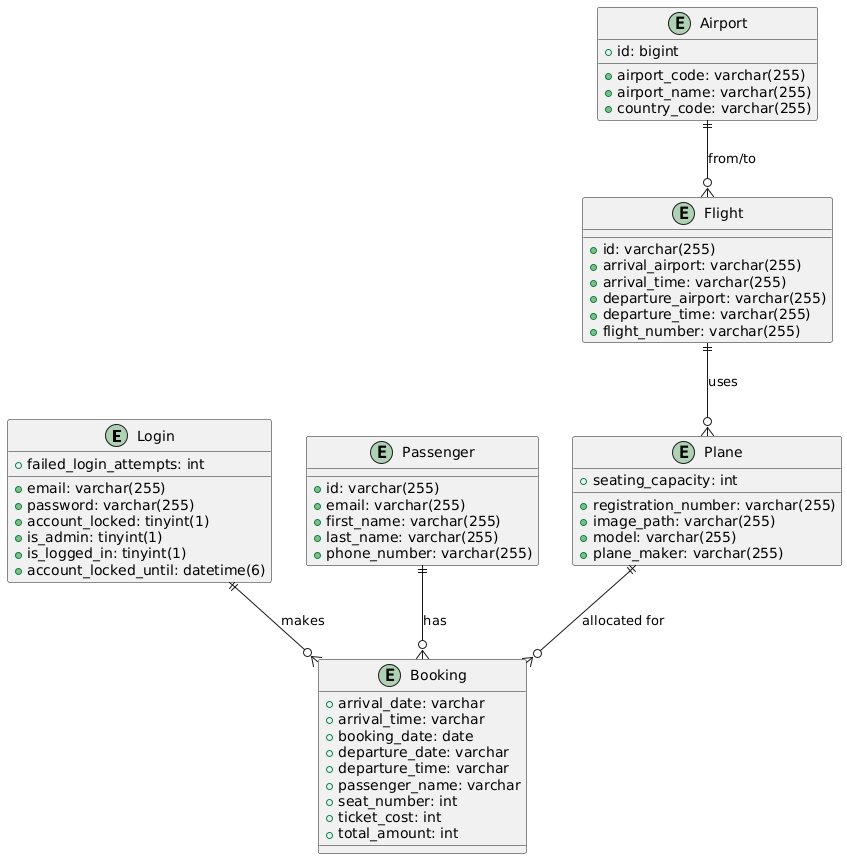 E Airport
id: bigint
airport_code: varchar(255)
airport_name: varchar(255)
country_code: varchar(255)
from/to
E Flight
id: varchar(255)
arrival_airport: varchar(255)
arrival_time: varchar(255)
departure_airport: varchar(255)
departure_time: varchar(255)
flight_number: varchar(255)
uses
E Login
failed_login_attempts: int
email: varchar(255)
password: varchar(255)
account_locked: tinyint(1)
is_admin: tinyint(1)
is_logged_in: tinyint(1)
account_locked_until: datetime(6)
E Passenger
id: varchar(255)
email: varchar(255)
first_name: varchar(255)
last_name: varchar(255)
phone_number: varchar(255)
E Plane
seating_capacity: int
registration_number: varchar(255)
image_path: varchar(255)
model: varchar(255)
plane_maker: varchar(255)
makes
has
allocated for
E Booking
arrival_date: varchar
arrival_time: varchar
booking_date: date
departure_date: varchar
departure_time: varchar
passenger_name: varchar
seat_number: int
ticket_cost: int
total_amount: int